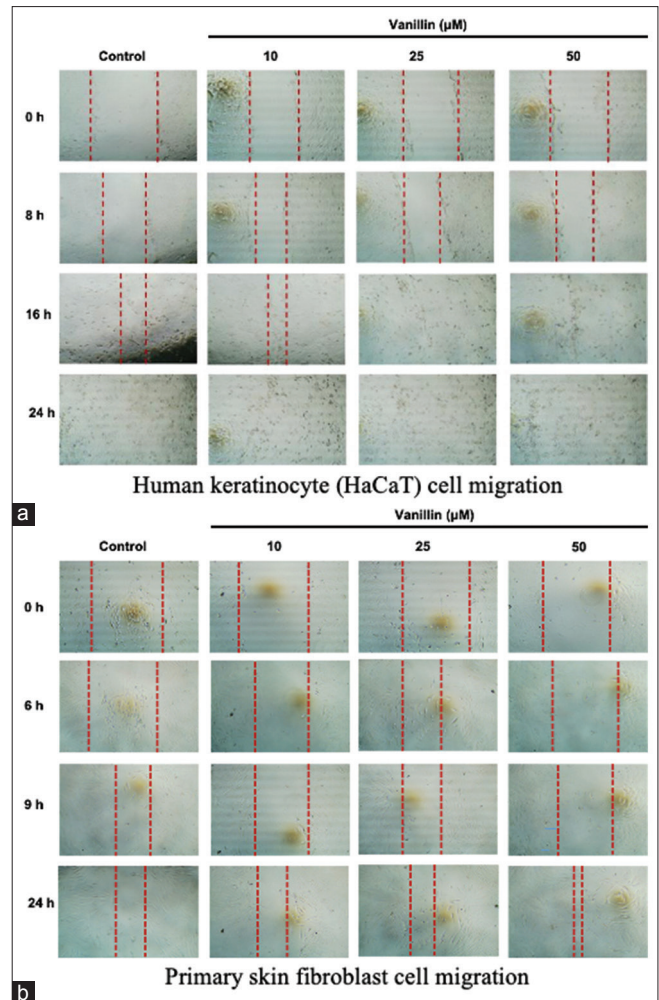 Vanillin (µM)
Control 10 25 50
0 h
8 h
16 h
24 h
Human keratinocyte (HaCaT) cell migration
a
Vanillin (µM)
Control 10 25 50
0 h
6 h
9 h
24 h
Primary skin fibroblast cell migration
b